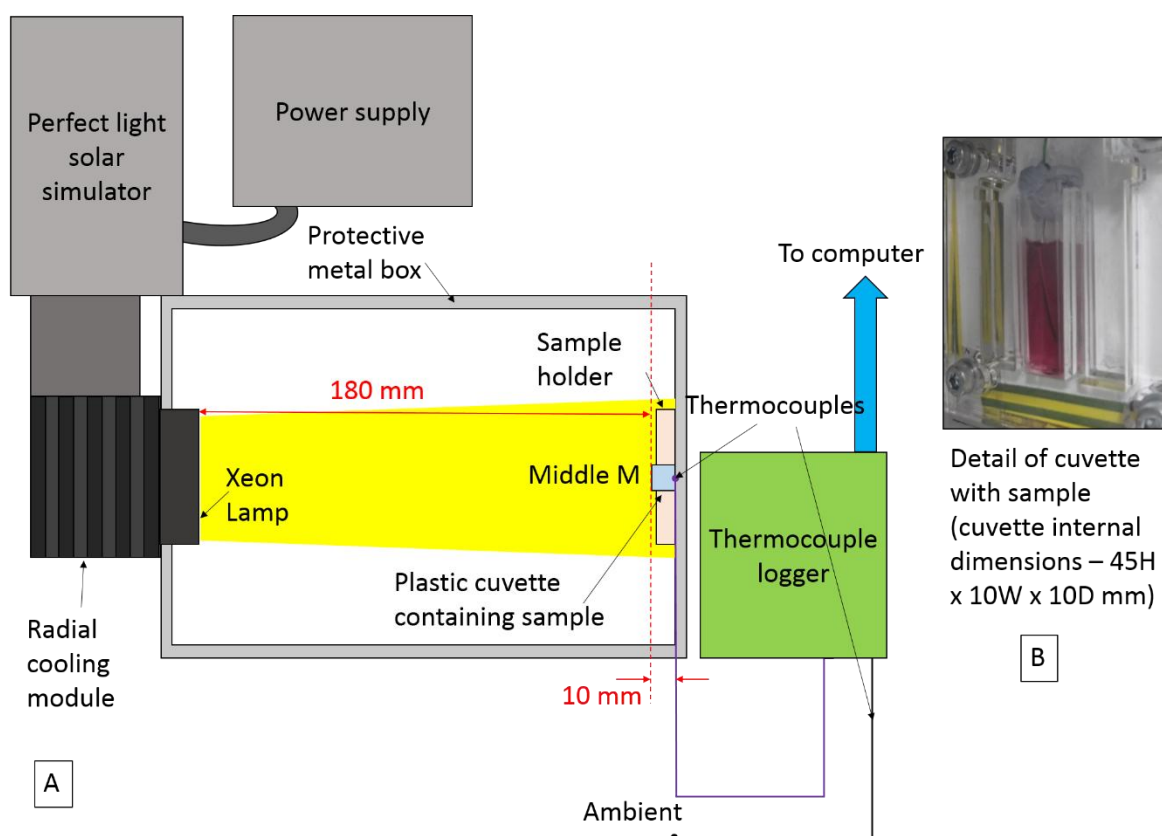 Perfect light
solar
simulator
Power supply
Protective
metal box
To computer
Sample
holder
180 mm
Thermocouples
Middle M
Xeon
Lamp
Thermocouple
logger
Plastic cuvette
containing sample
Radial
cooling
module
10 mm
Ambient
A
Detail of cuvette
with sample
(cuvette internal
dimensions – 45H
x 10W x 10D mm)
B